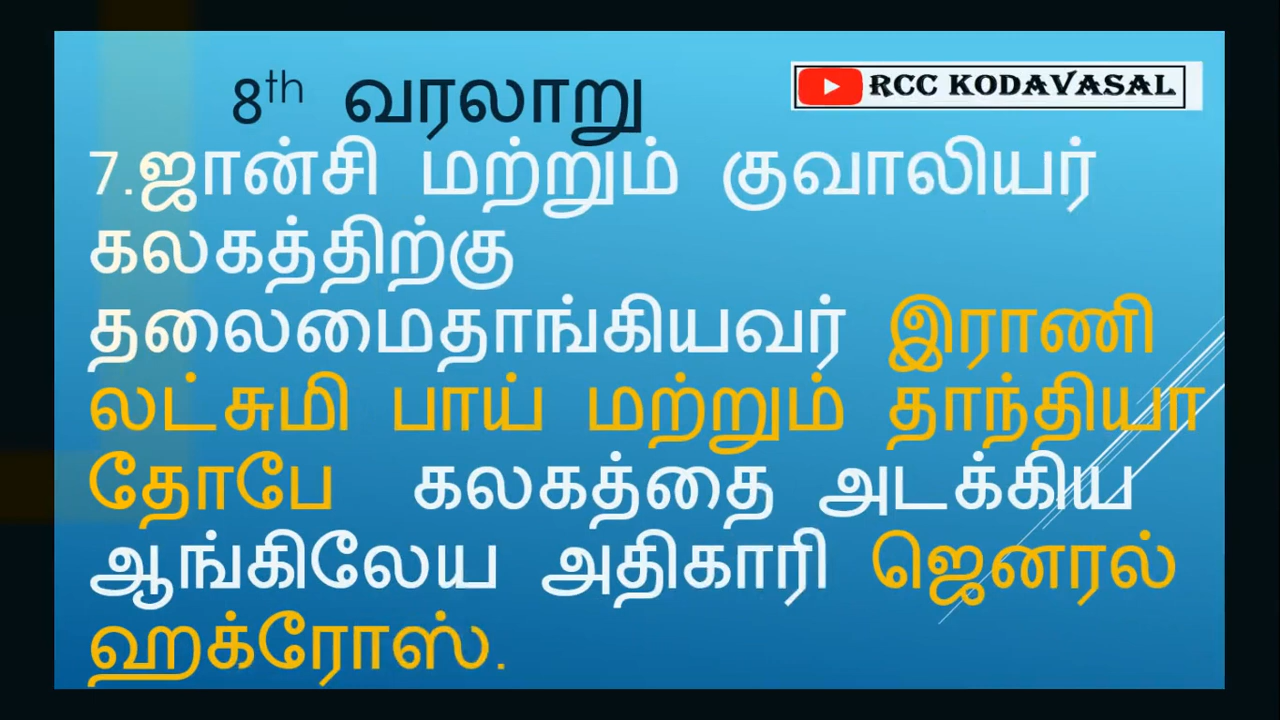 8th வரலாறு
RCC KODAVASAL
7.ஜான்சி மற்றும் குவாலியர்
கலகத்திற்கு
தலைமைதாங்கியவர் இராணி
லட்சுமி பாய் மற்றும் தாந்தியா
தோபே கலகத்தை அடக்கிய
ஆங்கிலேய அதிகாரி ஜெனரல்
ஹக்ரோஸ்.